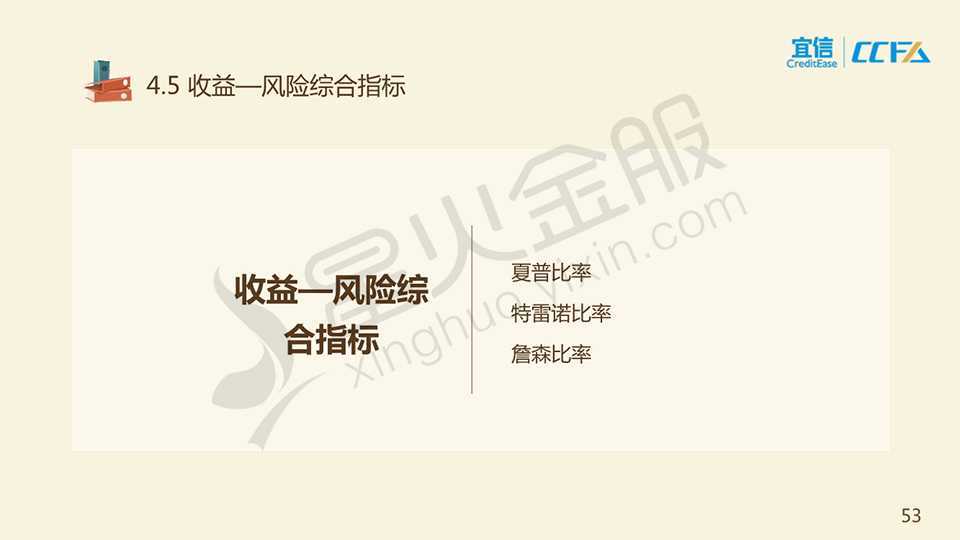 宜信
CreditEase
CCFA
4.5 收益—风险综合指标
星火金服
xinghuo.yixin.com
收益—风险综
合指标
夏普比率
特雷诺比率
詹森比率
53